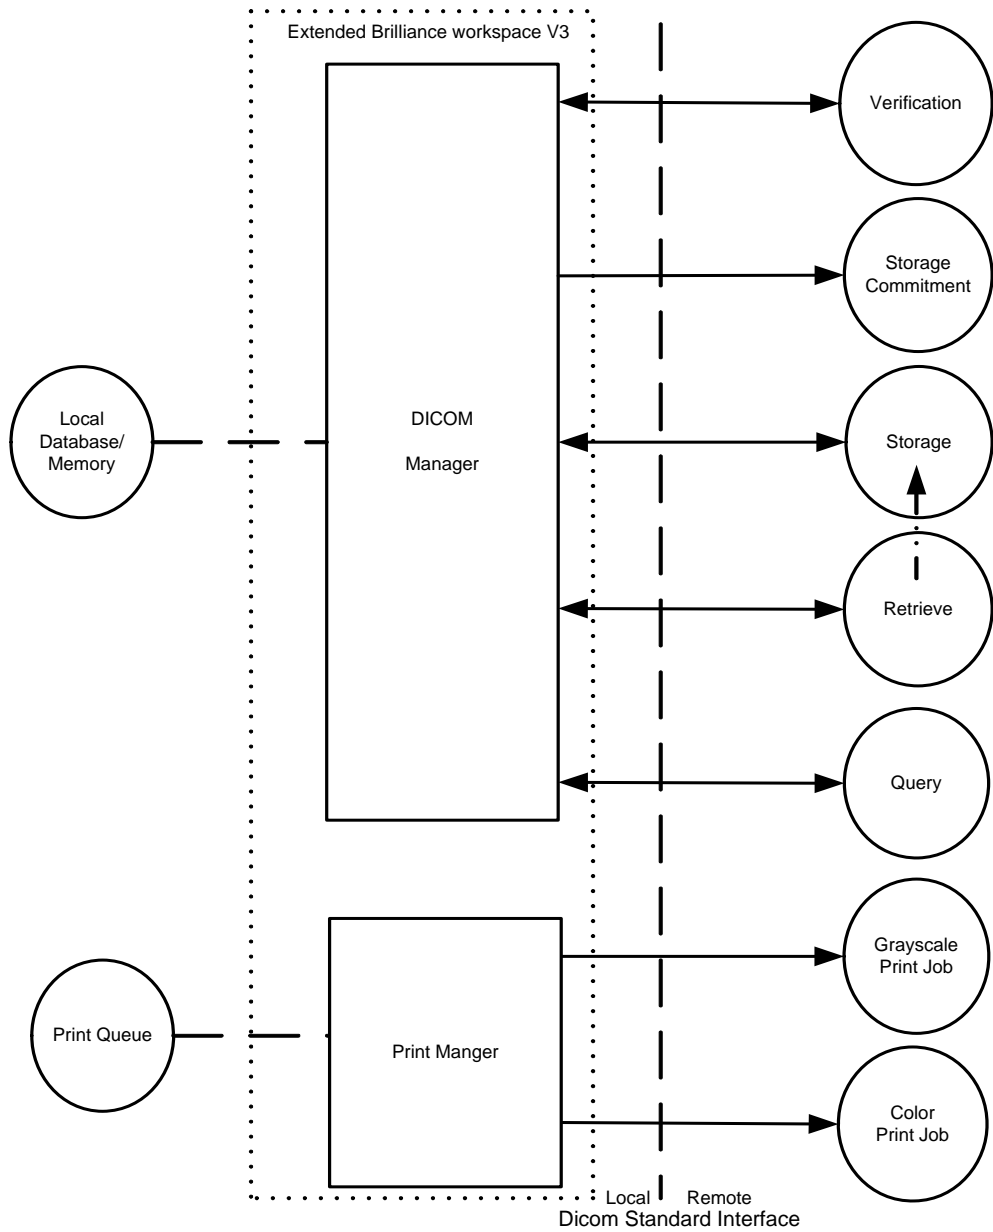 Extended Brilliance workspace V3
Verification
Storage
Commitment
Local
Database/
Memory
DICOM
Manager
Storage
Retrieve
Query
Grayscale
Print Job
Print Queue
Print Manger
Color
Print Job
Local
Remote
Dicom Standard Interface